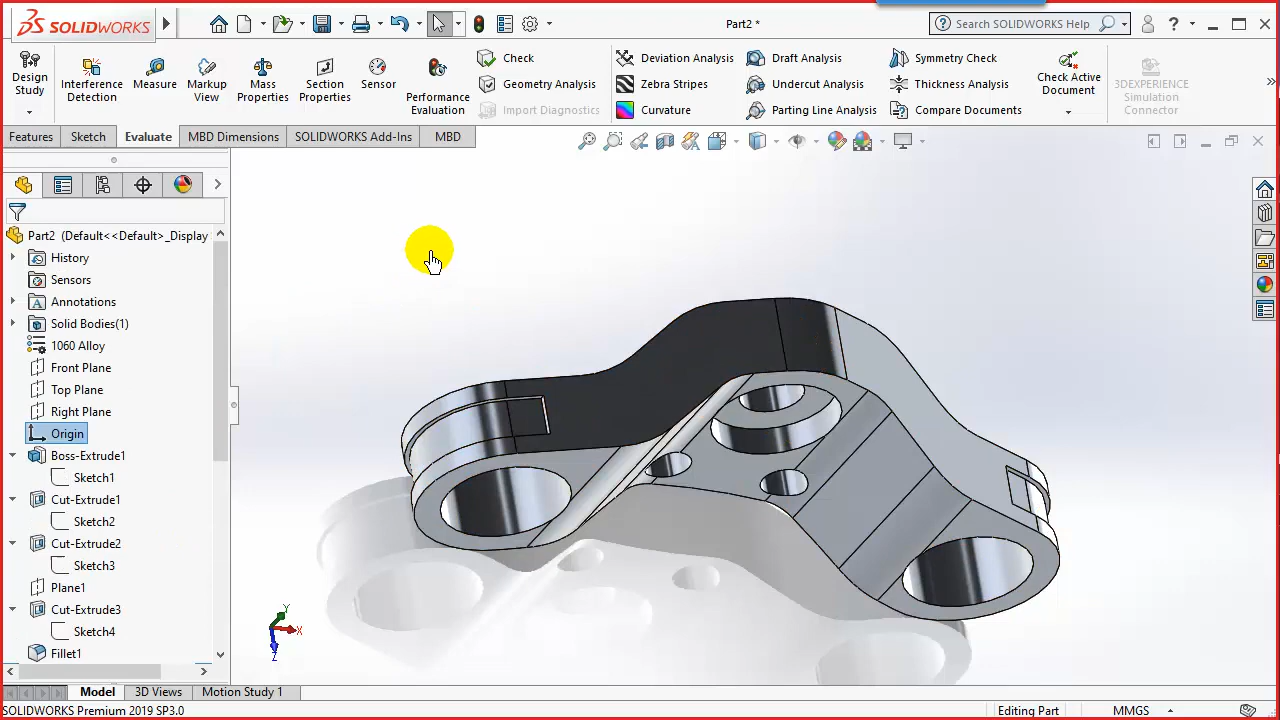 SOLIDWORKS
Part2 *
Search SOLIDWORKS Help
Design Study
Interference Detection
Measure
Markup View
Mass Properties
Section Properties
Sensor
Performance Evaluation
Check
Geometry Analysis
Import Diagnostics
Deviation Analysis
Zebra Stripes
Curvature
Draft Analysis
Undercut Analysis
Parting Line Analysis
Symmetry Check
Thickness Analysis
Compare Documents
Check Active Document
3DEXPERIENCE Simulation Connector
Features
Sketch
Evaluate
MBD Dimensions
SOLIDWORKS Add-Ins
MBD
Part2 (Default<<Default>_Display
History
Sensors
Annotations
Solid Bodies(1)
1060 Alloy
Front Plane
Top Plane
Right Plane
Origin
Boss-Extrude1
Sketch1
Cut-Extrude1
Sketch2
Cut-Extrude2
Sketch3
Plane1
Cut-Extrude3
Sketch4
Fillet1
Y
X
Z
Model
3D Views
Motion Study 1
SOLIDWORKS Premium 2019 SP3.0
Editing Part
MMGS